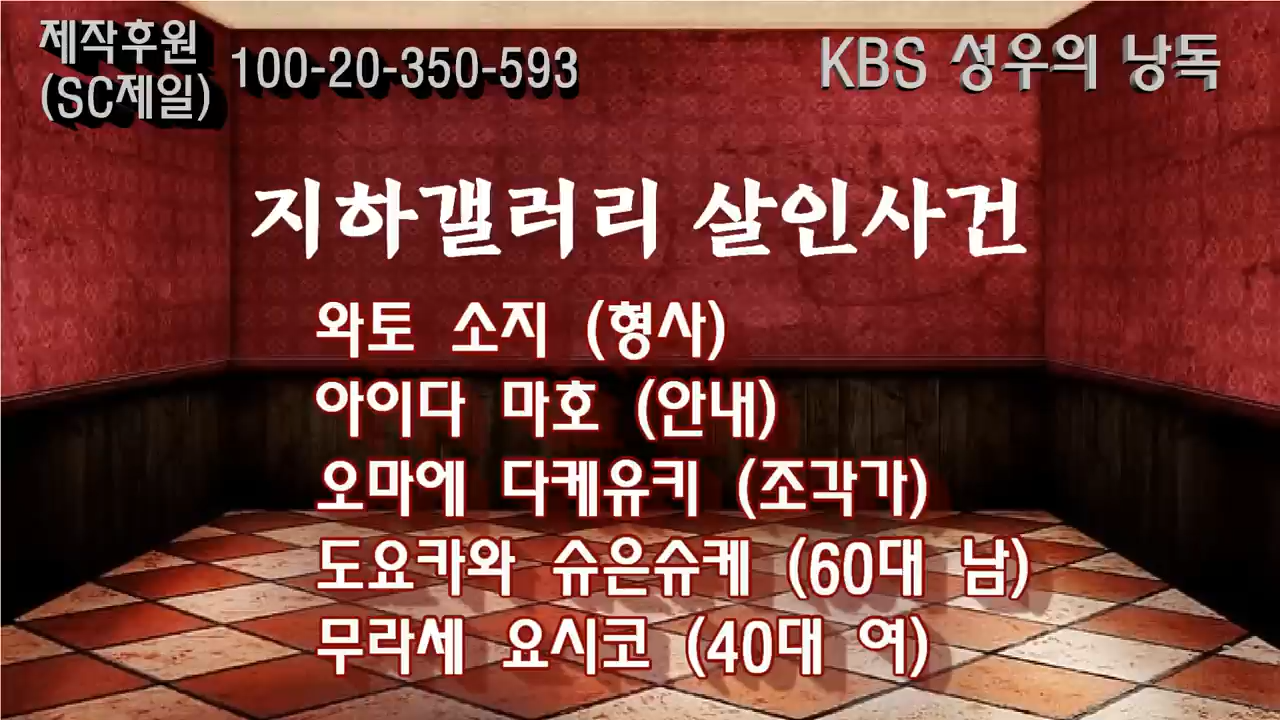 제작후원
(SC제일) 100-20-350-593
KBS 성우의 낭독
지하갤러리 살인사건
와토 소지 (형사)
아이다 마호 (안내)
오마에 다케유키 (조각가)
도요카와 슈은슈케 (60대 남)
무라세 요시코 (40대 여)